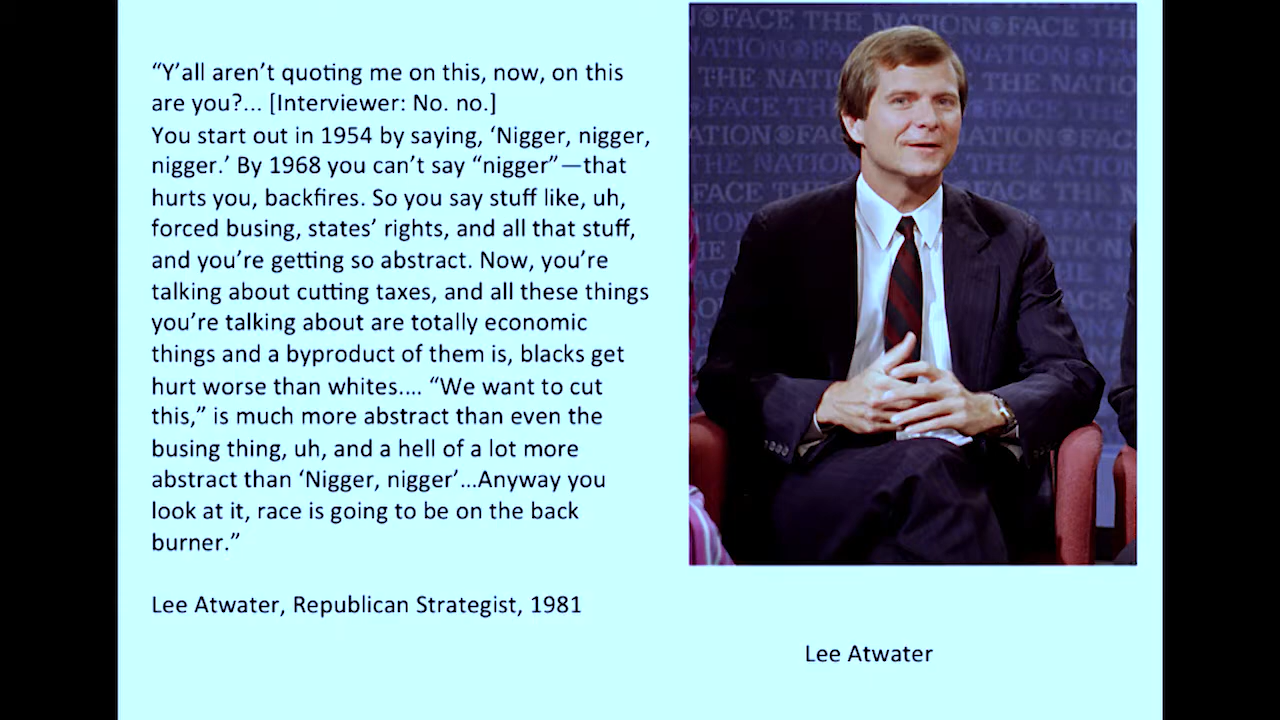 “Y’all aren’t quoting me on this, now, on this
are you?... [Interviewer: No. no.]
You start out in 1954 by saying, ‘Nigger, nigger,
nigger.’ By 1968 you can’t say “nigger”—that
hurts you, backfires. So you say stuff like, uh,
forced busing, states’ rights, and all that stuff,
and you’re getting so abstract. Now, you’re
talking about cutting taxes, and all these things
you’re talking about are totally economic
things and a byproduct of them is, blacks get
hurt worse than whites.... “We want to cut
this,” is much more abstract than even the
busing thing, uh, and a hell of a lot more
abstract than ‘Nigger, nigger’...Anyway you
look at it, race is going to be on the back
burner.”
Lee Atwater, Republican Strategist, 1981
FACE THE NATION
Lee Atwater